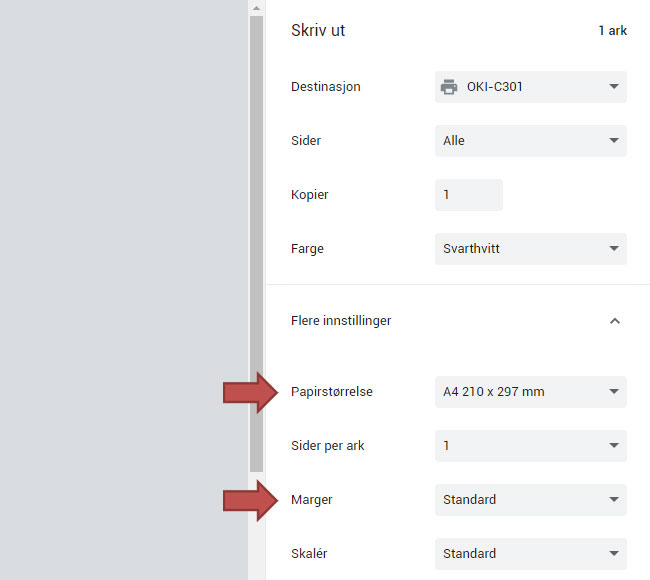 Skriv ut 1 ark
Destinasjon OKI-C301
Sider Alle
Kopier 1
Farge Svarthvitt
Flere innstillinger
Papirstørrelse A4 210 x 297 mm
Sider per ark 1
Marger Standard
Skalér Standard